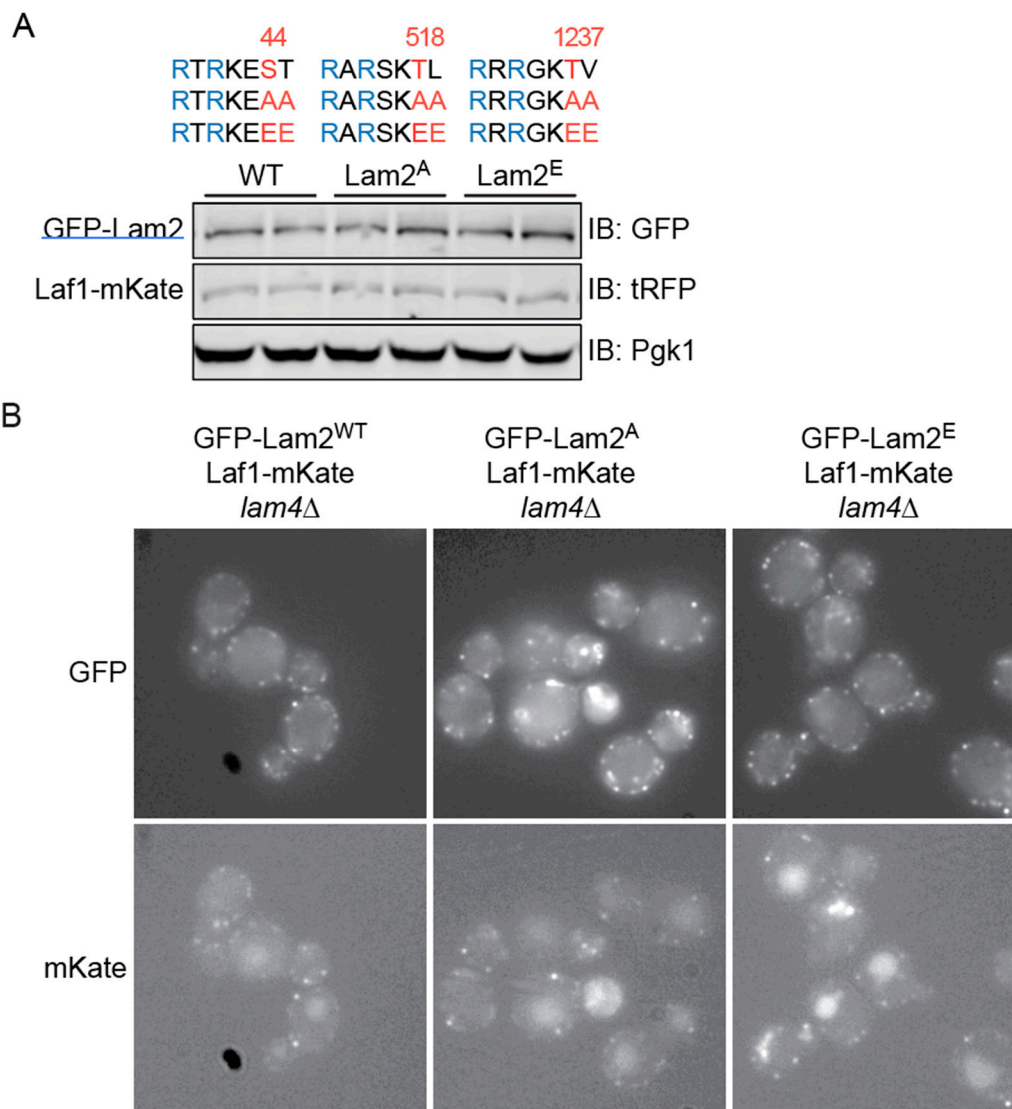 A
44 518 1237
RTRKEST RARSKTL RRRGKTV
RTRKEAA RARSKAA RRRGKAA
RTRKEEE RARSKEE RRRGKEE
WT Lam2A Lam2E
GFP-Lam2 IB: GFP
Laf1-mKate IB: tRFP
IB: Pgk1
B
GFP-Lam2WT GFP-Lam2A GFP-Lam2E
Laf1-mKate Laf1-mKate Laf1-mKate
lam4Δ lam4Δ lam4Δ
GFP
mKate